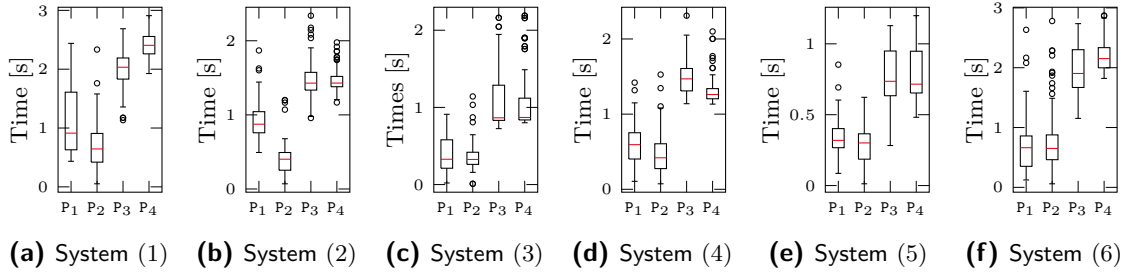 Time [s]
3
2
1
0
P1 P2 P3 P4
(a) System (1)
Time [s]
2
1
0
P1 P2 P3 P4
(b) System (2)
Times [s]
2
1
0
P1 P2 P3 P4
(c) System (3)
Time [s]
2
1
0
P1 P2 P3 P4
(d) System (4)
Time [s]
1
0.5
0
P1 P2 P3 P4
(e) System (5)
Time [s]
3
2
1
0
P1 P2 P3 P4
(f) System (6)